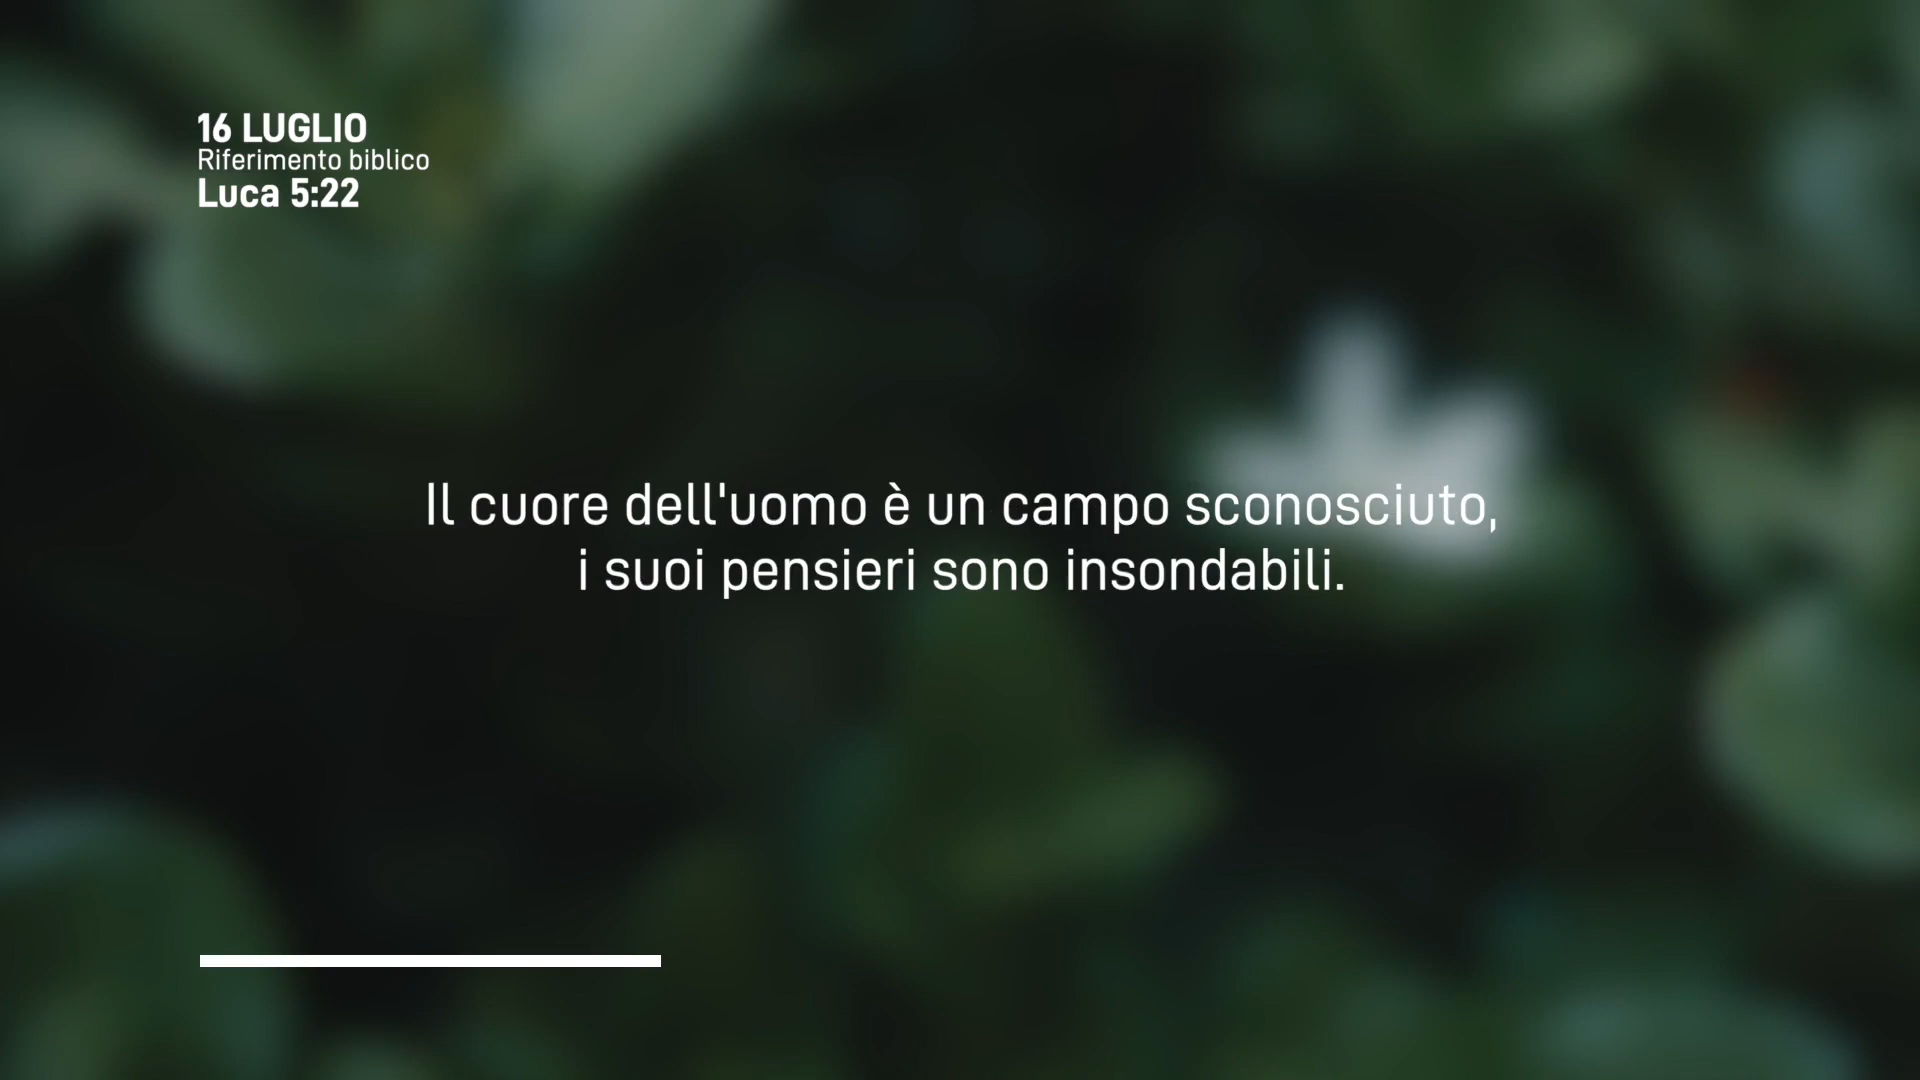 16 LUGLIO
Riferimento biblico
Luca 5:22
Il cuore dell'uomo è un campo sconosciuto,
i suoi pensieri sono insondabili.